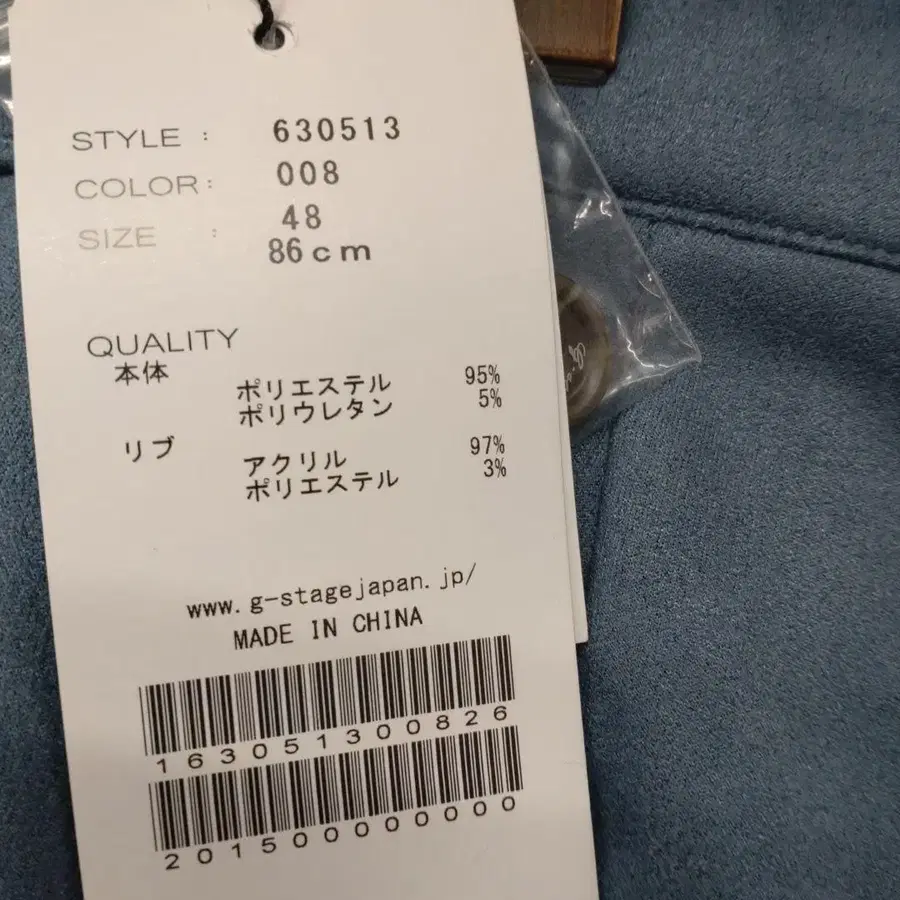 STYLE : 630513
COLOR: 008
SIZE : 48
86cm
QUALITY
本体
ポリエステル 95%
ポリウレタン 5%
リブ
アクリル 97%
ポリエステル 3%
www.g-stagejapan.jp/
MADE IN CHINA
163051300826
2015000000000